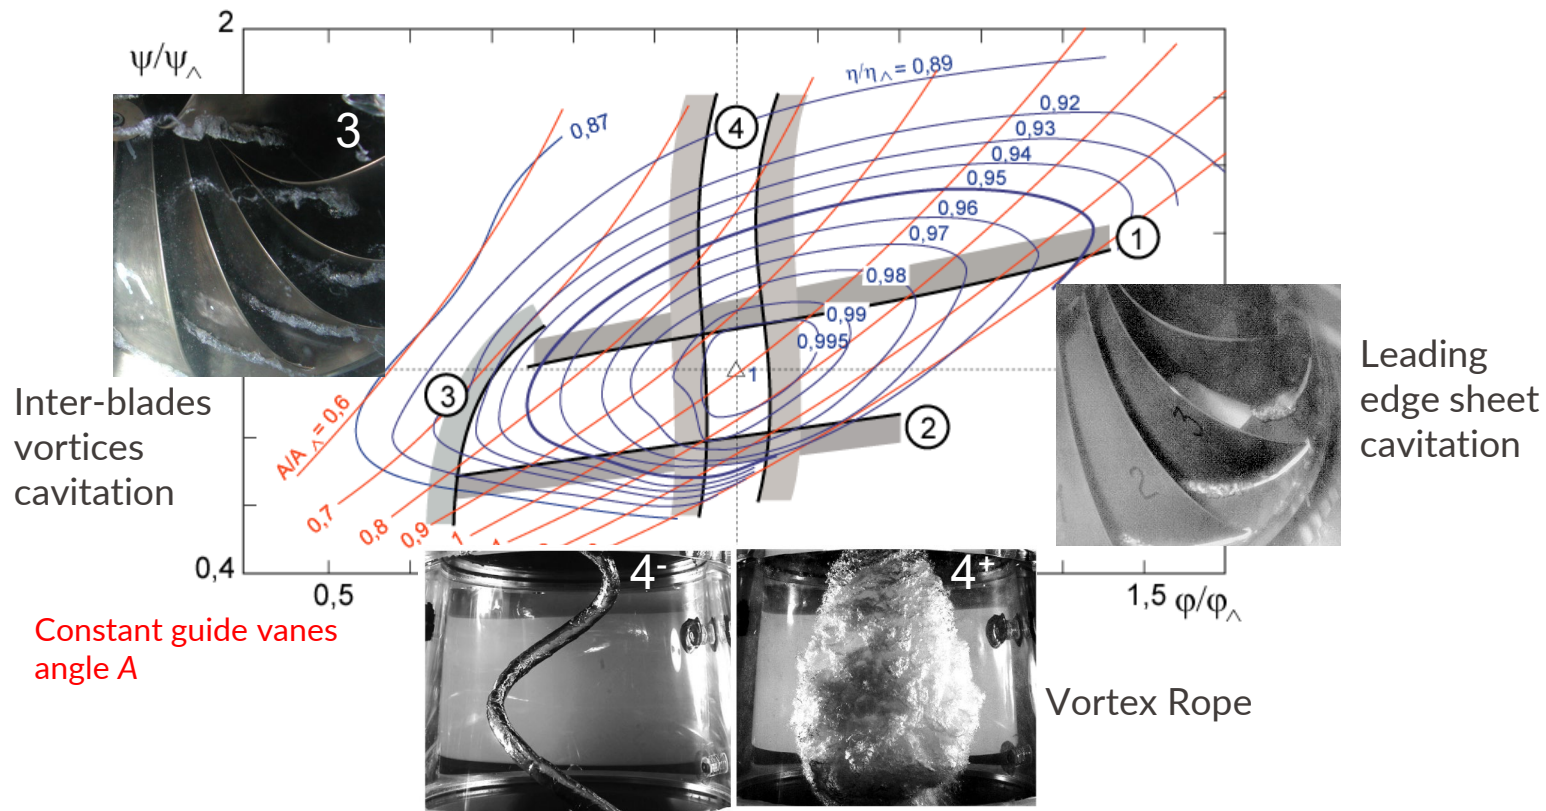 2
ψ/ψ^
η/η^ = 0,89
0,92
0,87
0,93
4
3
0,94
0,95
0,96
1
0,97
0,98
0,99
0,995
1
Leading
edge sheet
cavitation
3
2
Inter-blades
vortices
cavitation
A/A^ = 0,6
3
2
0,7
0,8
0,9
1
0,4
4-
4+
0,5
1,5
φ/φ^
Constant guide vanes
angle A
Vortex Rope